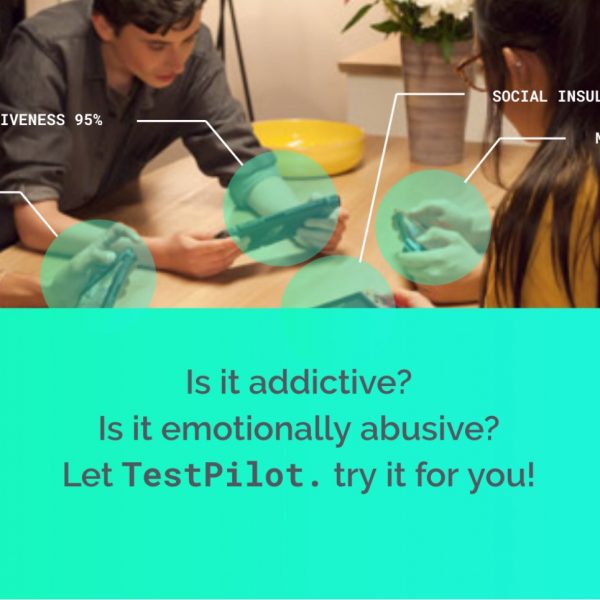 SOCIAL INSUL
IVENESS 95%
N
Is it addictive?
Is it emotionally abusive?
Let TestPilot. try it for you!